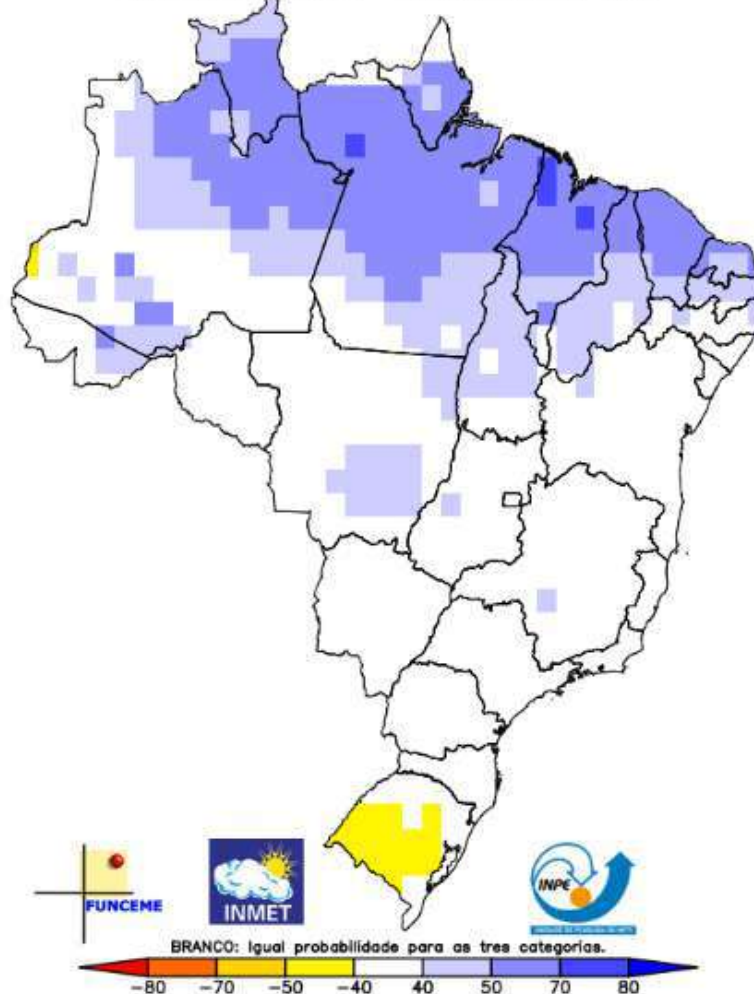 FUNCEME
INMET
INPE
BRANCO: Igual probabilidade para as tres categorias.
-80 -70 -50 -40 40 50 70 80